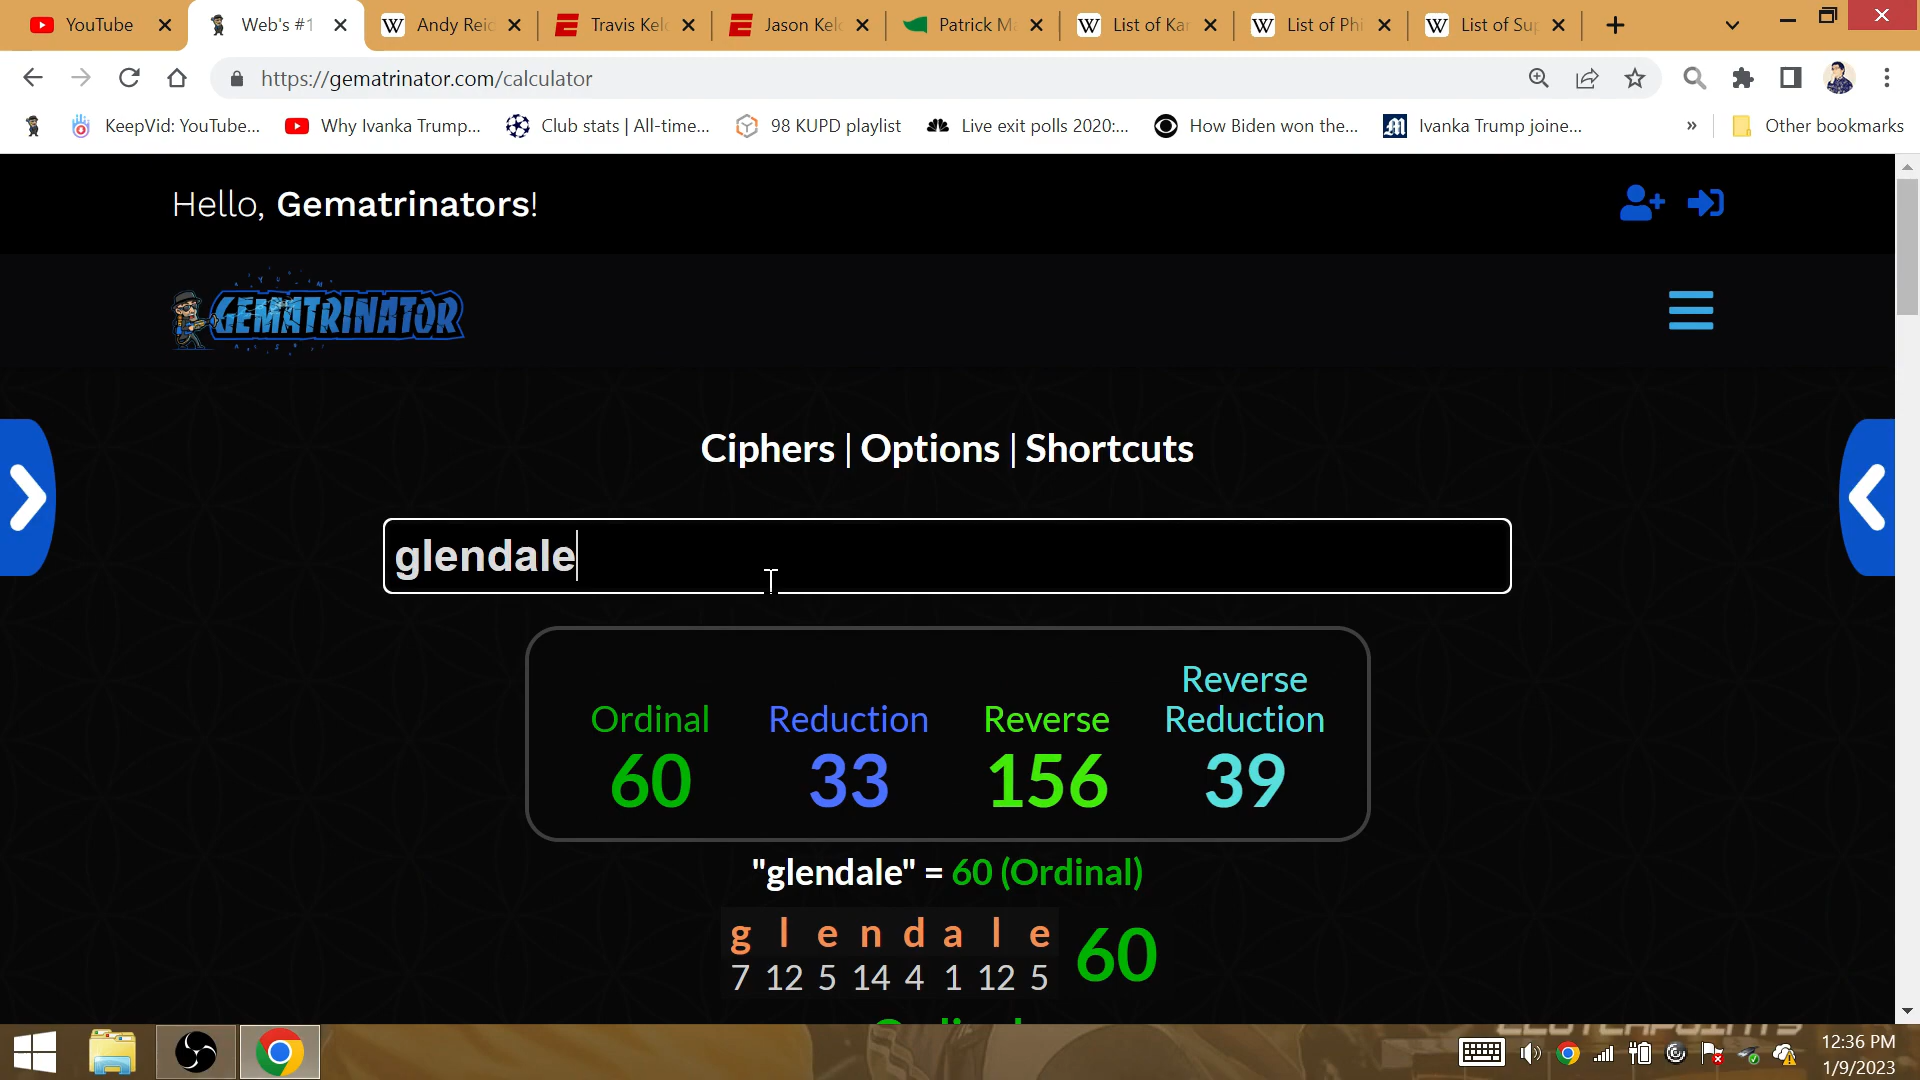 YouTube
Web's #1
Andy Reid
Travis Kel
Jason Kel
Patrick M
List of Ka
List of Phi
List of Sup
https://gematrinator.com/calculator
KeepVid: YouTube...
Why Ivanka Trump...
Club stats | All-time...
98 KUPD playlist
Live exit polls 2020:...
How Biden won the...
Ivanka Trump joine...
»
Other bookmarks
Hello, Gematrinators!
GEMATRINATOR
Ciphers | Options | Shortcuts
glendale
Ordinal
Reduction
Reverse
Reverse
Reduction
60
33
156
39
"glendale" = 60 (Ordinal)
g l e n d a l e
60
7 12 5 14 4 1 12 5
CLUTCHPOINTS
12:36 PM
1/9/2023